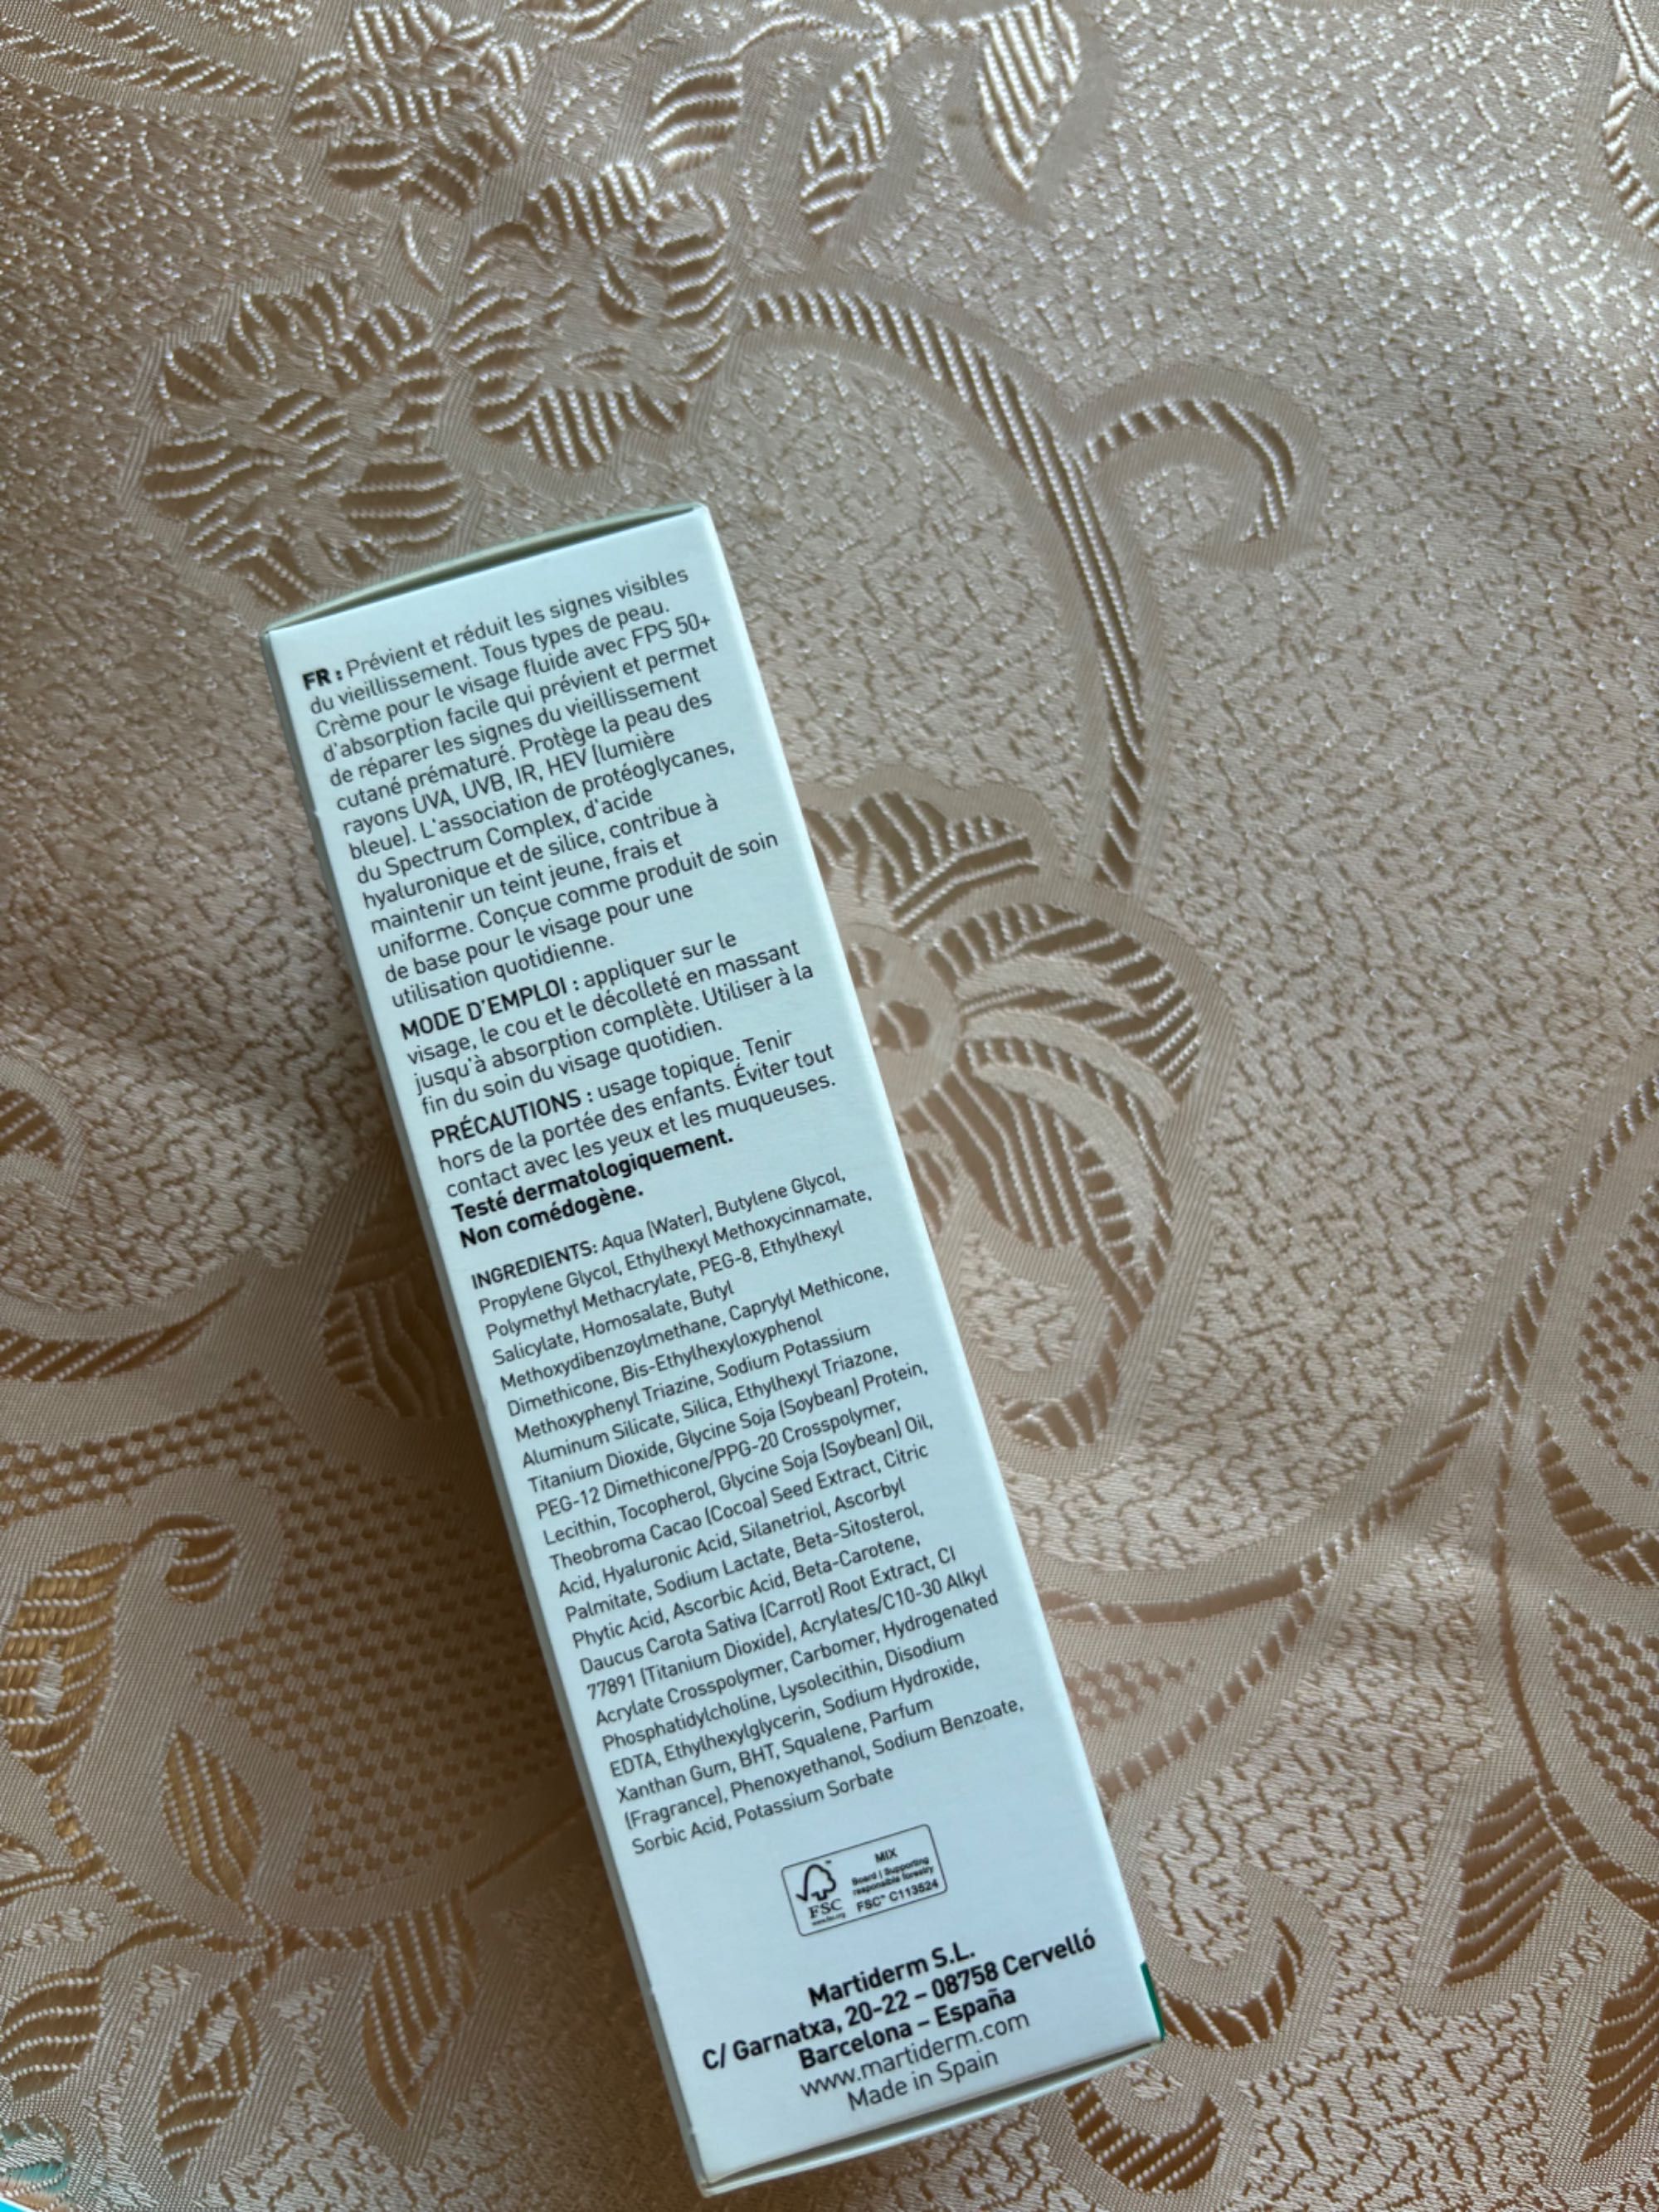 FR : Prévient et réduit les signes visibles
du vieillissement. Tous types de peau.
Crème pour le visage fluide avec FPS 50+
d'absorption facile qui prévient et permet
de réparer les signes du vieillissement
cutané prématuré. Protège la peau des
rayons UVA, UVB, IR, HEV (lumière
bleue). L'association de protéoglycanes,
du Spectrum Complex, d'acide
hyaluronique et de silice, contribue à
maintenir un teint jeune, frais et
uniforme. Conçue comme produit de soin
de base pour le visage pour une
utilisation quotidienne.
MODE D'EMPLOI : appliquer sur le
visage, le cou et le décolleté en massant
jusqu'à absorption complète. Utiliser à la
fin du soin du visage quotidien.
PRÉCAUTIONS : usage topique. Tenir
hors de la portée des enfants. Éviter tout
contact avec les yeux et les muqueuses.
Testé dermatologiquement.
Non comédogène.
INGREDIENTS: Aqua (Water), Butylene Glycol,
Propylene Glycol, Ethylhexyl Methoxycinnamate,
Polymethyl Methacrylate, PEG-8, Ethylhexyl
Salicylate, Homosalate, Butyl
Methoxydibenzoylmethane, Caprylyl Methicone,
Dimethicone, Bis-Ethylhexyloxyphenol
Methoxyphenyl Triazine, Sodium Potassium
Aluminum Silicate, Silica, Ethylhexyl Triazone,
Titanium Dioxide, Glycine Soja (Soybean) Protein,
PEG-12 Dimethicone/PPG-20 Crosspolymer,
Lecithin, Tocopherol, Glycine Soja (Soybean) Oil,
Theobroma Cacao (Cocoa) Seed Extract, Citric
Acid, Hyaluronic Acid, Silanetriol, Ascorbyl
Palmitate, Sodium Lactate, Beta-Sitosterol,
Phytic Acid, Ascorbic Acid, Beta-Carotene,
Daucus Carota Sativa (Carrot) Root Extract, CI
77891 (Titanium Dioxide), Acrylates/C10-30 Alkyl
Acrylate Crosspolymer, Carbomer, Hydrogenated
Phosphatidylcholine, Lysolecithin, Disodium
EDTA, Ethylhexylglycerin, Sodium Hydroxide,
Xanthan Gum, BHT, Squalene, Parfum
(Fragrance), Phenoxyethanol, Sodium Benzoate,
Sorbic Acid, Potassium Sorbate
FSC
www.fsc.org
MIX
Board | Supporting
responsible forestry
FSC™ C113524
Martiderm S.L.
C/ Garnatxa, 20-22 – 08758 Cervelló
Barcelona – España
www.martiderm.com
Made in Spain